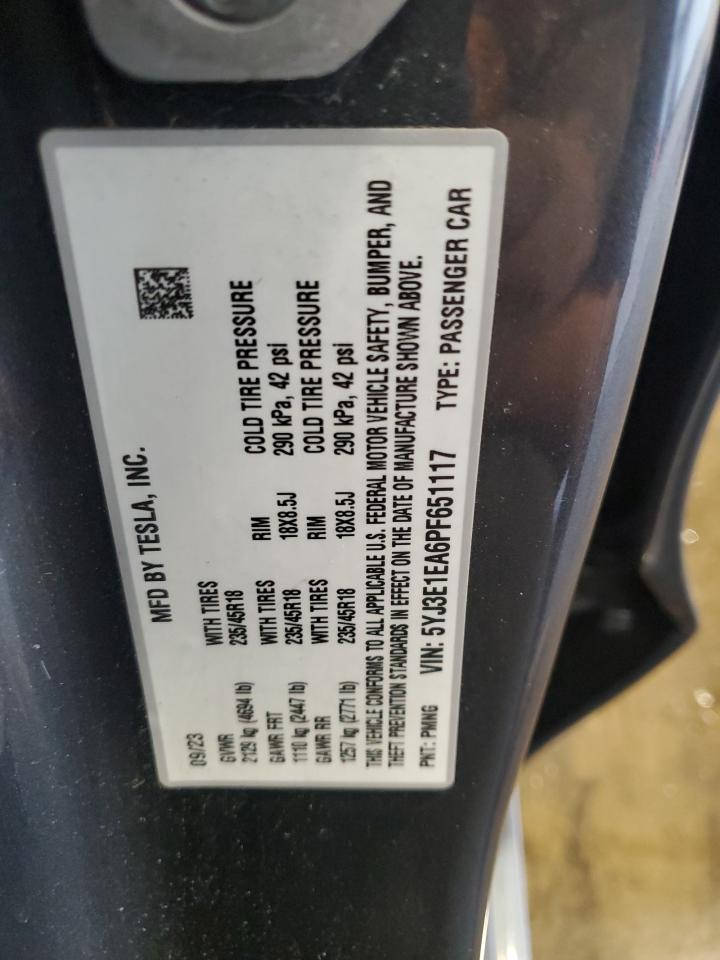 MFD BY TESLA, INC.
09/23
GVWR WITH TIRES RIM COLD TIRE PRESSURE
2129 kg (4694 lb) 235/45R18 18X8.5J 290 kPa, 42 psi
GAWR FRT WITH TIRES RIM COLD TIRE PRESSURE
1110 kg (2447 lb) 235/45R18 18X8.5J 290 kPa, 42 psi
GAWR RR WITH TIRES
1257 kg (2771 lb) 235/45R18
THIS VEHICLE CONFORMS TO ALL APPLICABLE U.S. FEDERAL MOTOR VEHICLE SAFETY, BUMPER, AND
THEFT PREVENTION STANDARDS IN EFFECT ON THE DATE OF MANUFACTURE SHOWN ABOVE.
PNT: PMNG VIN: 5YJ3E1EA6PF651117 TYPE: PASSENGER CAR